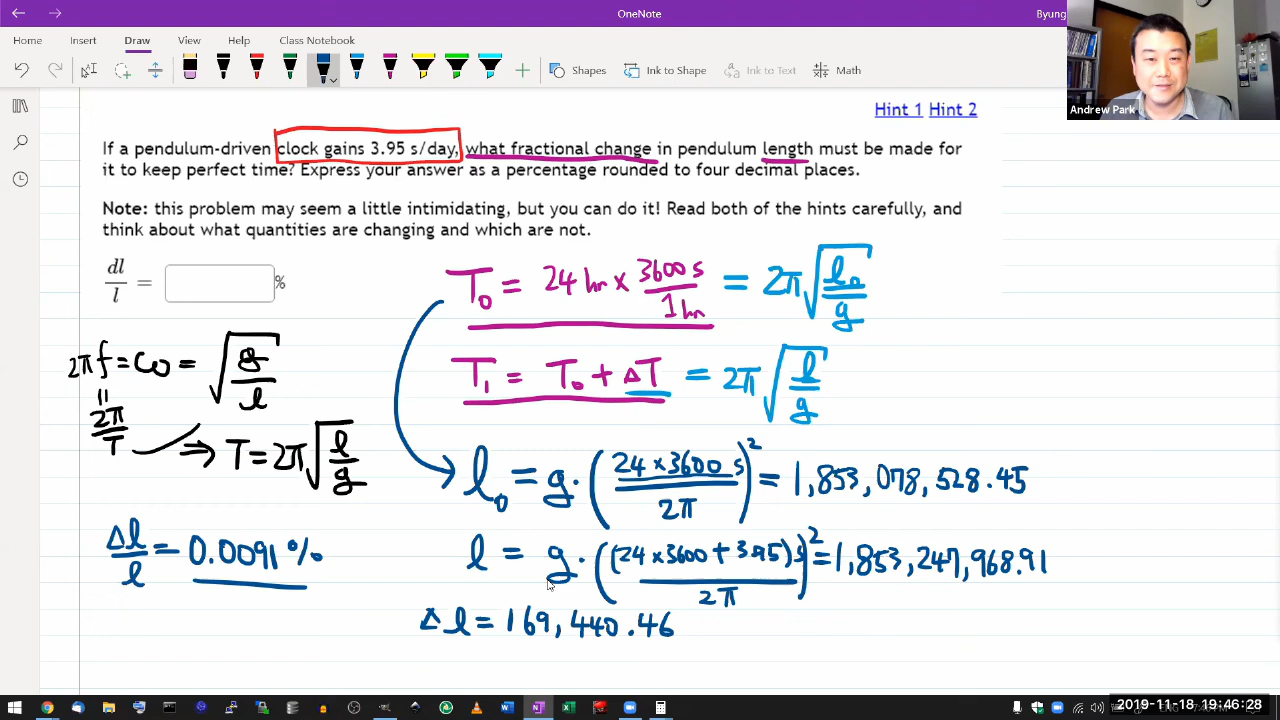 OneNote
Byung
Home Insert Draw View Help Class Notebook
Shapes Ink to Shape Ink to Text Math
Andrew Park
Hint 1 Hint 2
If a pendulum-driven clock gains 3.95 s/day, what fractional change in pendulum length must be made for
it to keep perfect time? Express your answer as a percentage rounded to four decimal places.
Note: this problem may seem a little intimidating, but you can do it! Read both of the hints carefully, and
think about what quantities are changing and which are not.
dl/l = %
T₀ = 24 hr × 3600 s / 1 hr = 2π√(l₀/g)
T₁ = T₀ + ΔT = 2π√(l/g)
2πf = ω = √(g/l)
= 2π/T ⇒ T = 2π√(l/g)
l₀ = g · (24 × 3600 s / 2π)² = 1,853,078,528.45
l = g · ((24 × 3600 + 3.95) s / 2π)² = 1,853,247,968.91
Δl = 169,440.46
Δl/l = 0.0091 %
2019-11-18 19:46:28